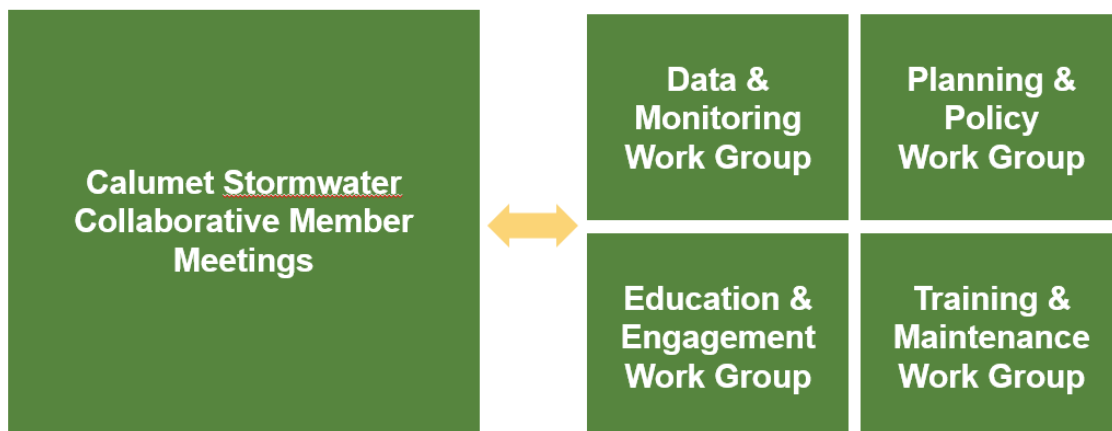 Calumet Stormwater
Collaborative Member
Meetings
Data &
Monitoring
Work Group
Planning &
Policy
Work Group
Education &
Engagement
Work Group
Training &
Maintenance
Work Group